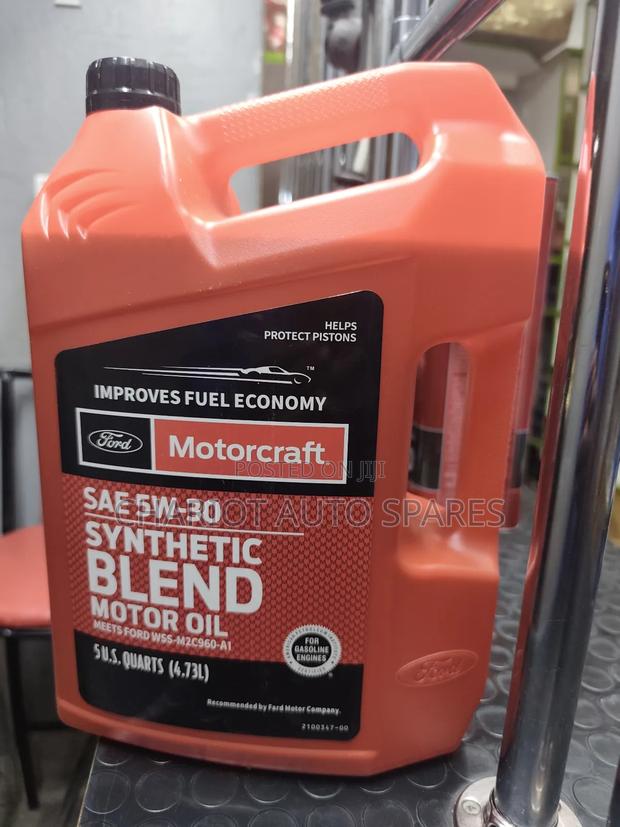 HELPS
PROTECT PISTONS
TM
IMPROVES FUEL ECONOMY
Ford
Motorcraft
POSTED ON JIJI
CHARIOT AUTO SPARES
SAE 5W-30
SYNTHETIC
BLEND
MOTOR OIL
MEETS FORD WSS-M2C960-A1
5 U.S. QUARTS (4.73L)
FOR
GASOLINE
ENGINES
Ford
Recommended by Ford Motor Company.
2100347-00